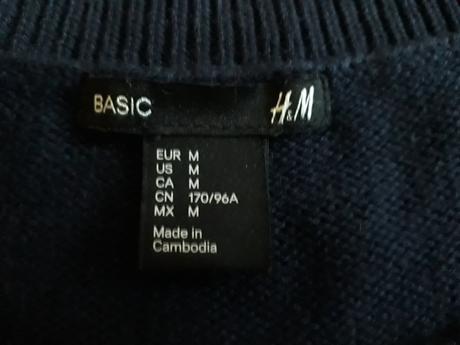 BASIC H&M
EUR M
US M
CA M
CN 170/96A
MX M
Made in
Cambodia